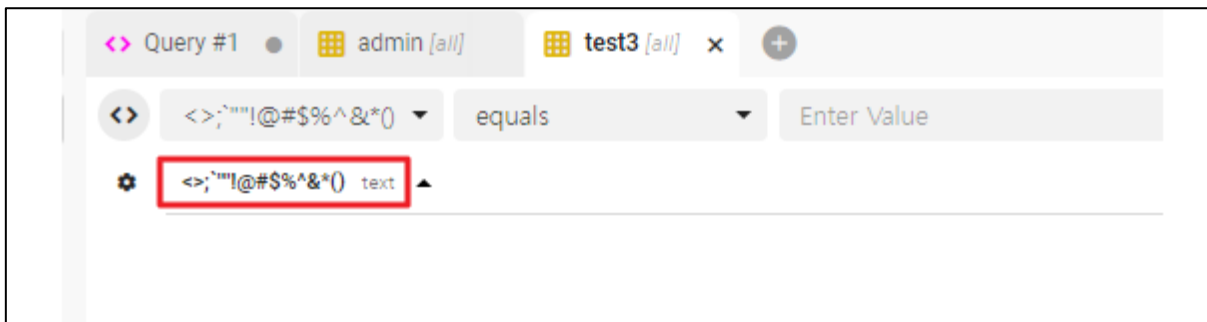 Query #1 admin [all] test3 [all] x
<>;`""!@#$%^&*() equals Enter Value
<>;`""!@#$%^&*() text